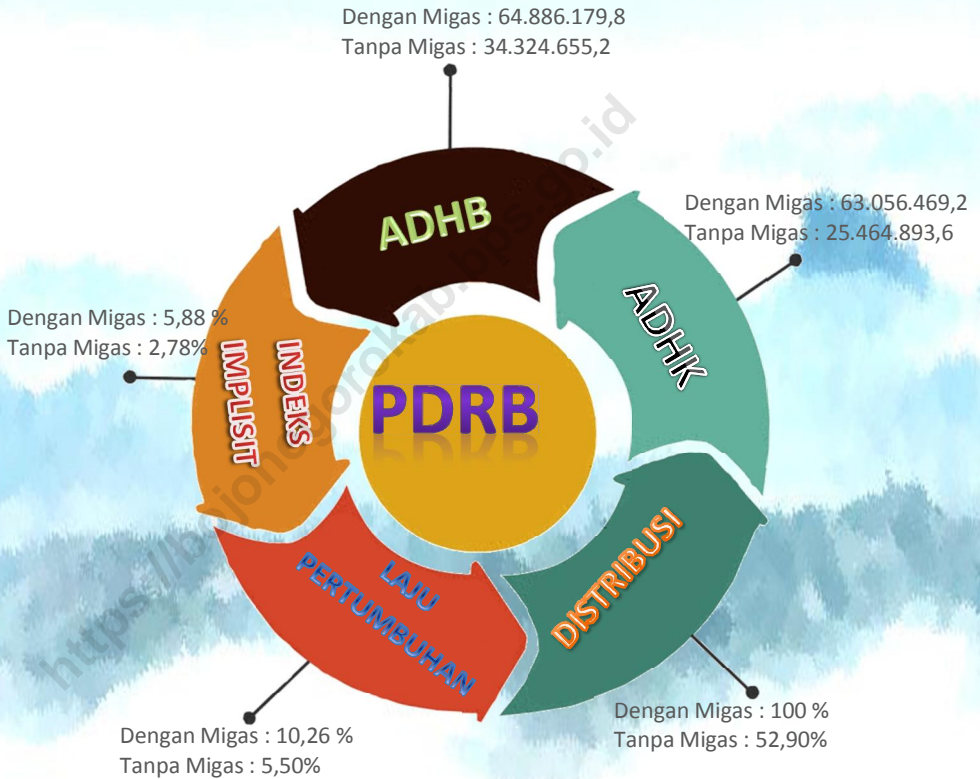 Dengan Migas : 64.886.179,8
Tanpa Migas : 34.324.655,2
ADHB
Dengan Migas : 63.056.469,2
Tanpa Migas : 25.464.893,6
ADHK
Dengan Migas : 5,88 %
Tanpa Migas : 2,78%
INDEKS
IMPLISIT
PDRB
DISTRIBUSI
LAJU
PERTUMBUHAN
Dengan Migas : 100 %
Tanpa Migas : 52,90%
Dengan Migas : 10,26 %
Tanpa Migas : 5,50%
https://bojonegorokab.bps.go.id